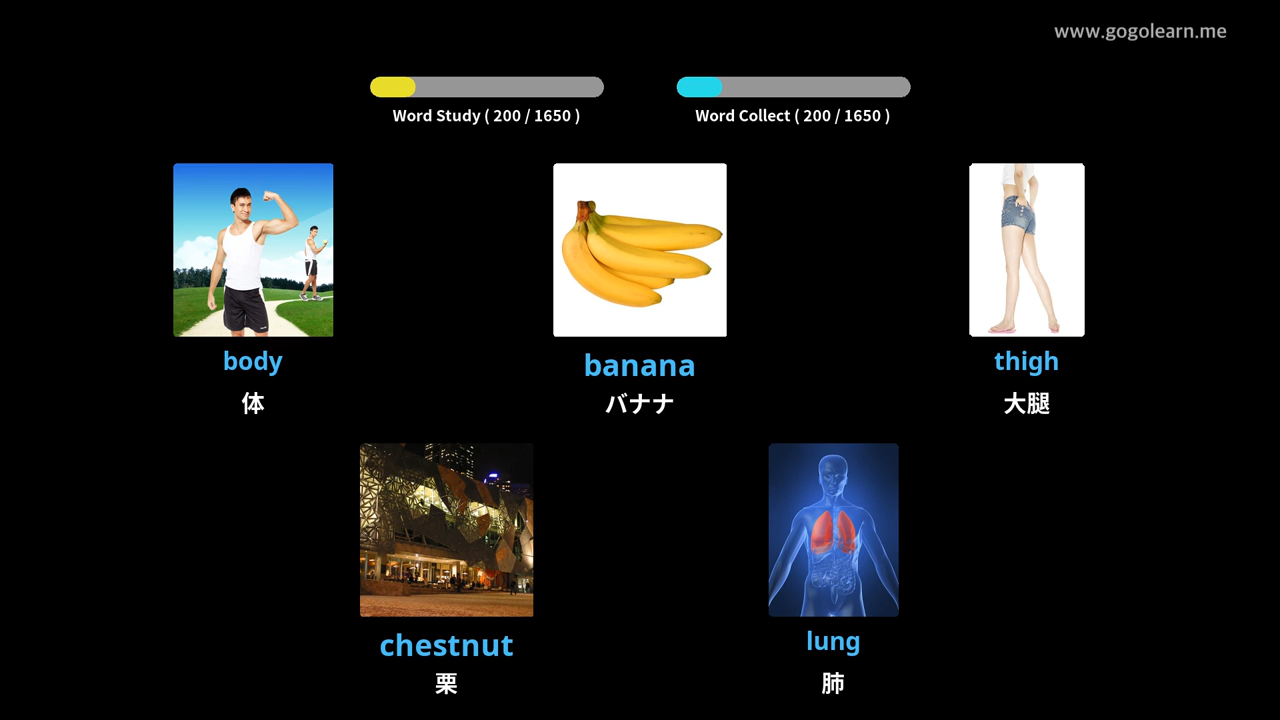 www.gogolearn.me
Word Study ( 200 / 1650 )
Word Collect ( 200 / 1650 )
body
体
banana
バナナ
thigh
大腿
chestnut
栗
lung
肺